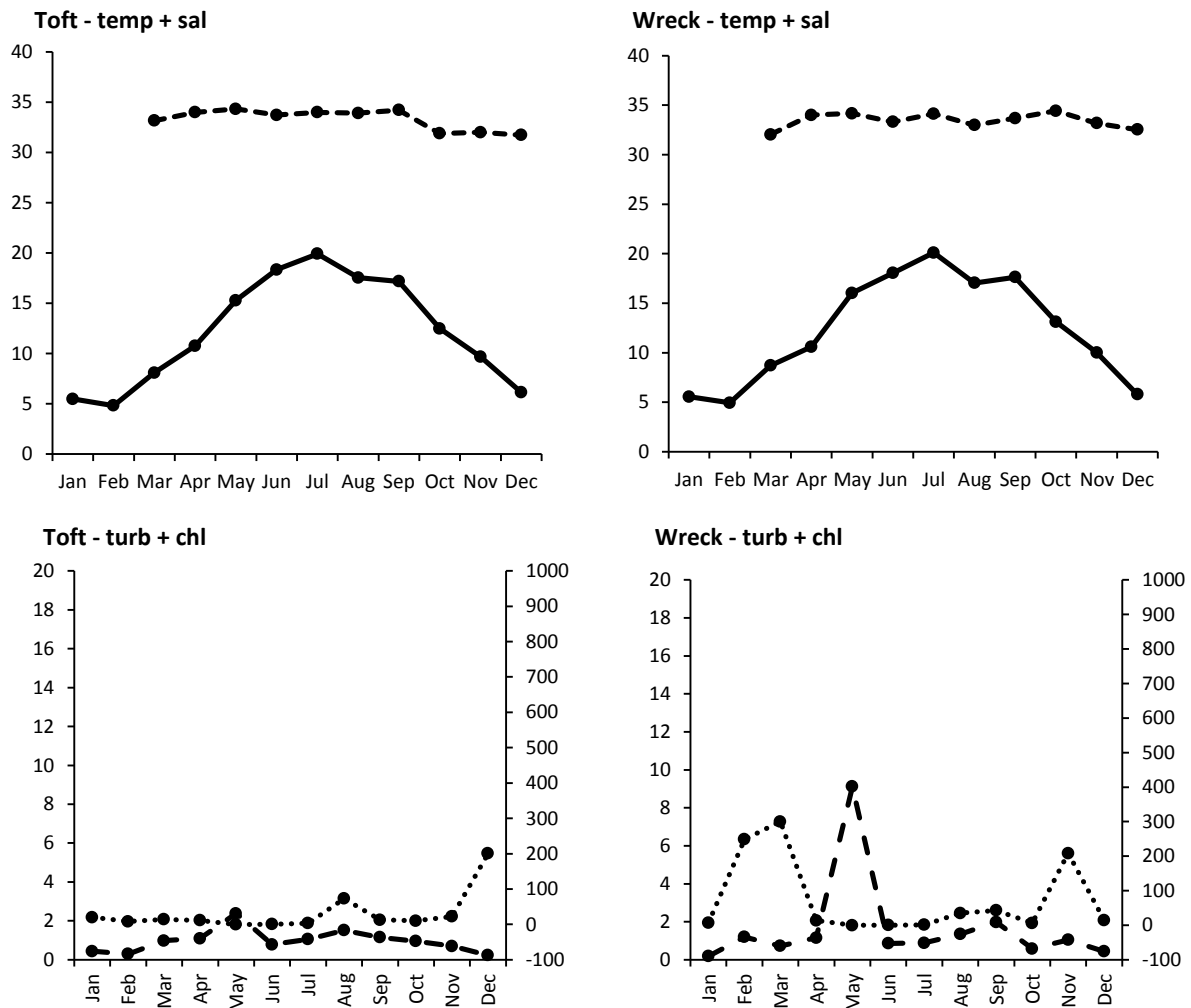 Toft - temp + sal
40
35
30
25
20
15
10
5
0
Jan Feb Mar Apr May Jun Jul Aug Sep Oct Nov Dec
Wreck - temp + sal
40
35
30
25
20
15
10
5
0
Jan Feb Mar Apr May Jun Jul Aug Sep Oct Nov Dec
Toft - turb + chl
20
18
16
14
12
10
8
6
4
2
0
1000
900
800
700
600
500
400
300
200
100
0
-100
Jan
Feb
Mar
Apr
May
Jun
Jul
Aug
Sep
Oct
Nov
Dec
Wreck - turb + chl
20
18
16
14
12
10
8
6
4
2
0
1000
900
800
700
600
500
400
300
200
100
0
-100
Jan
Feb
Mar
Apr
May
Jun
Jul
Aug
Sep
Oct
Nov
Dec